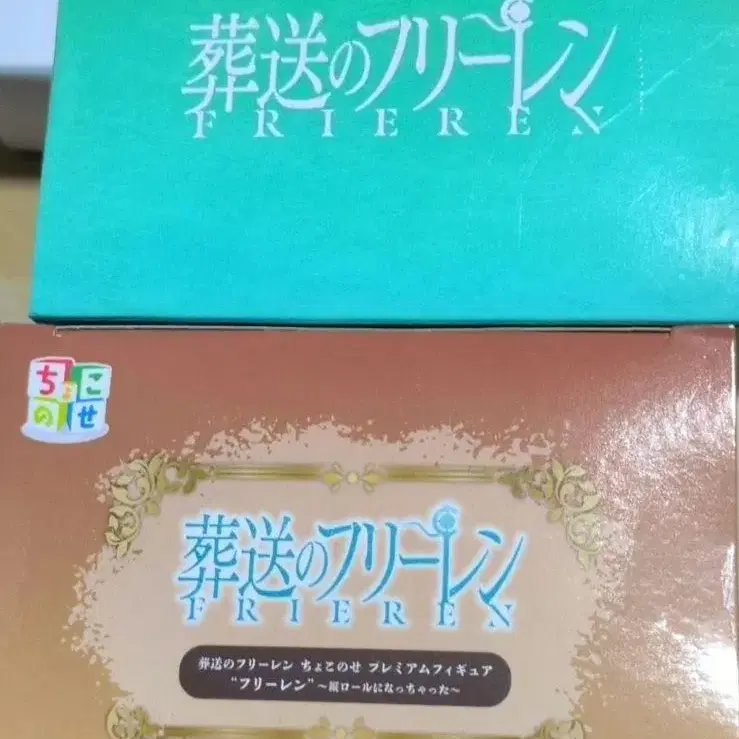 葬送のフリーレン
FRIEREN
ちょこ
のせ
葬送のフリーレン
FRIEREN
葬送のフリーレン ちょこのせ プレミアムフィギュア
“フリーレン”～縦ロールになっちゃった～